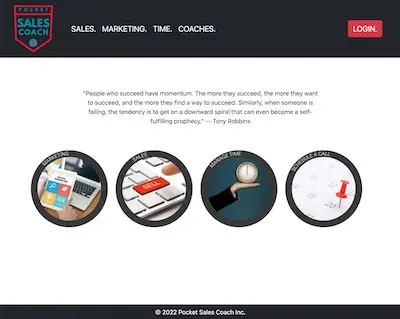 POCKET
SALES
COACH
SALES. MARKETING. TIME. COACHES.
LOGIN.
"People who succeed have momentum. The more they succeed, the more they want
to succeed, and the more they find a way to succeed. Similarly, when someone is
failing, the tendency is to get on a downward spiral that can even become a self-
fulfilling prophecy." -- Tony Robbins
MARKETING
SALES
MANAGE TIME
SCHEDULE A CALL
SELL
© 2022 Pocket Sales Coach Inc.